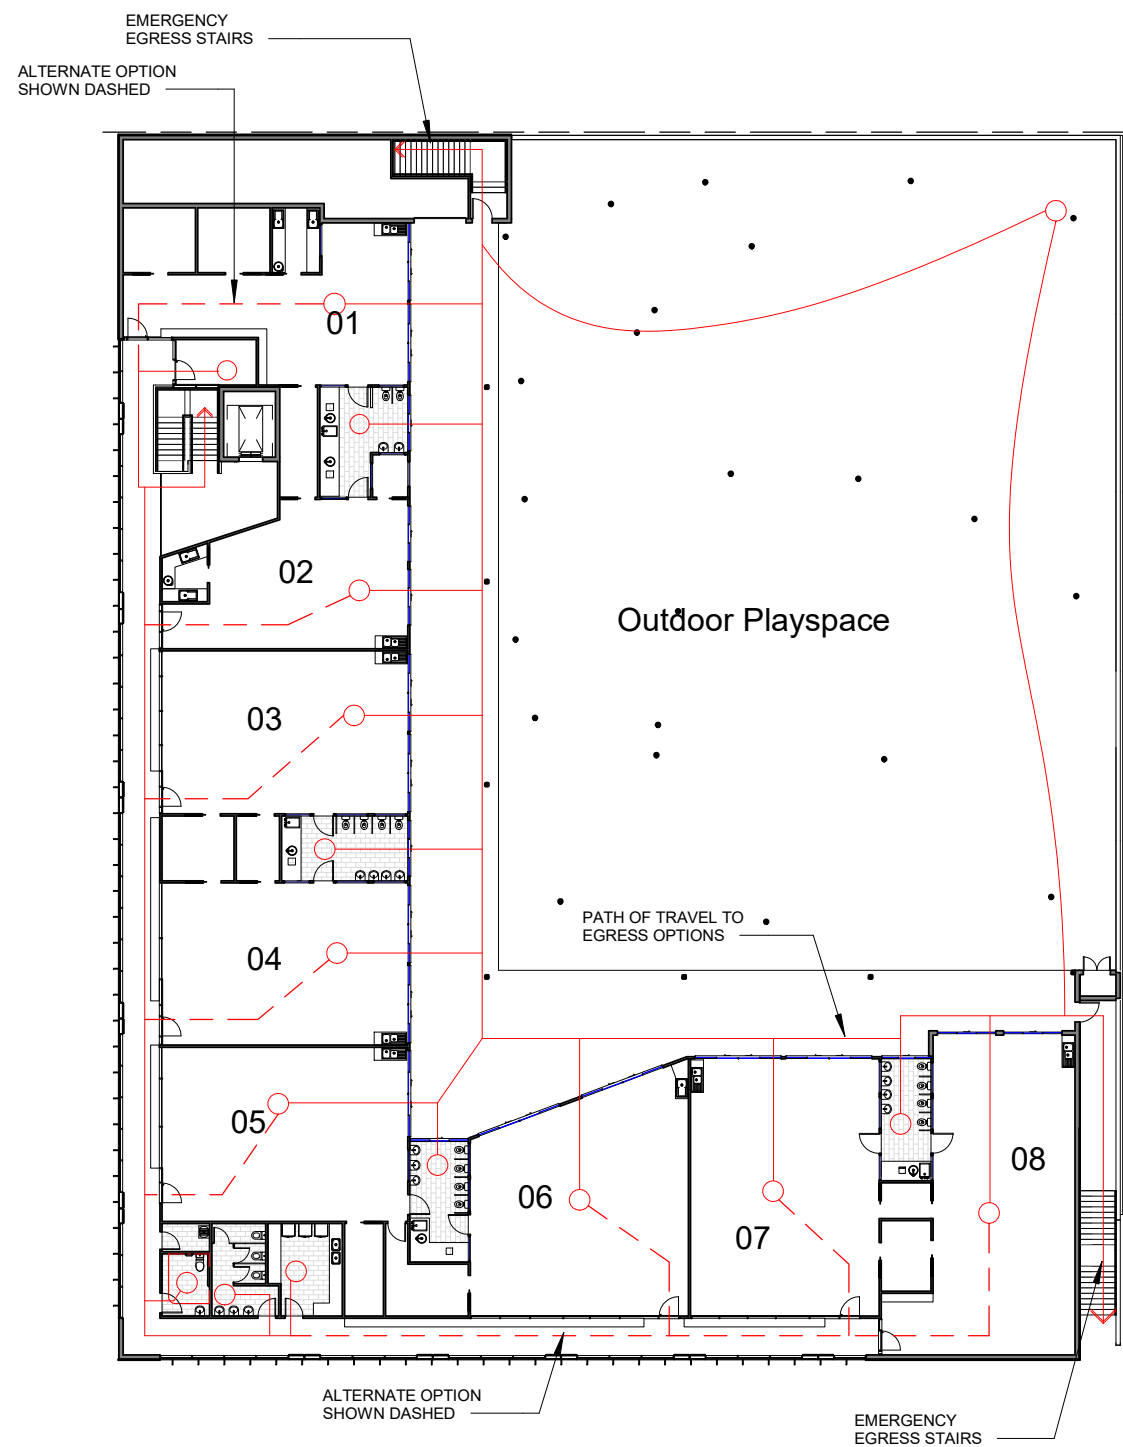 EMERGENCY
EGRESS STAIRS
ALTERNATE OPTION
SHOWN DASHED
01
02
Outdoor Playspace
03
PATH OF TRAVEL TO
EGRESS OPTIONS
04
05
08
06
07
ALTERNATE OPTION
SHOWN DASHED
EMERGENCY
EGRESS STAIRS